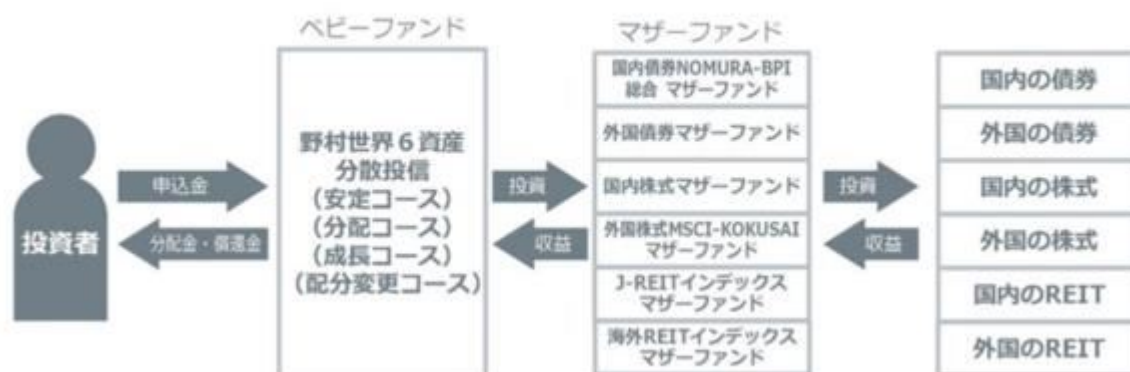 ベビーファンド
マザーファンド
投資者
申込金
分配金・償還金
野村世界6資産
分散投信
(安定コース)
(分配コース)
(成長コース)
(配分変更コース)
投資
収益
国内債券NOMURA-BPI
総合 マザーファンド
外国債券マザーファンド
国内株式マザーファンド
外国株式MSCI-KOKUSAI
マザーファンド
J-REITインデックス
マザーファンド
海外REITインデックス
マザーファンド
投資
収益
国内の債券
外国の債券
国内の株式
外国の株式
国内のREIT
外国のREIT